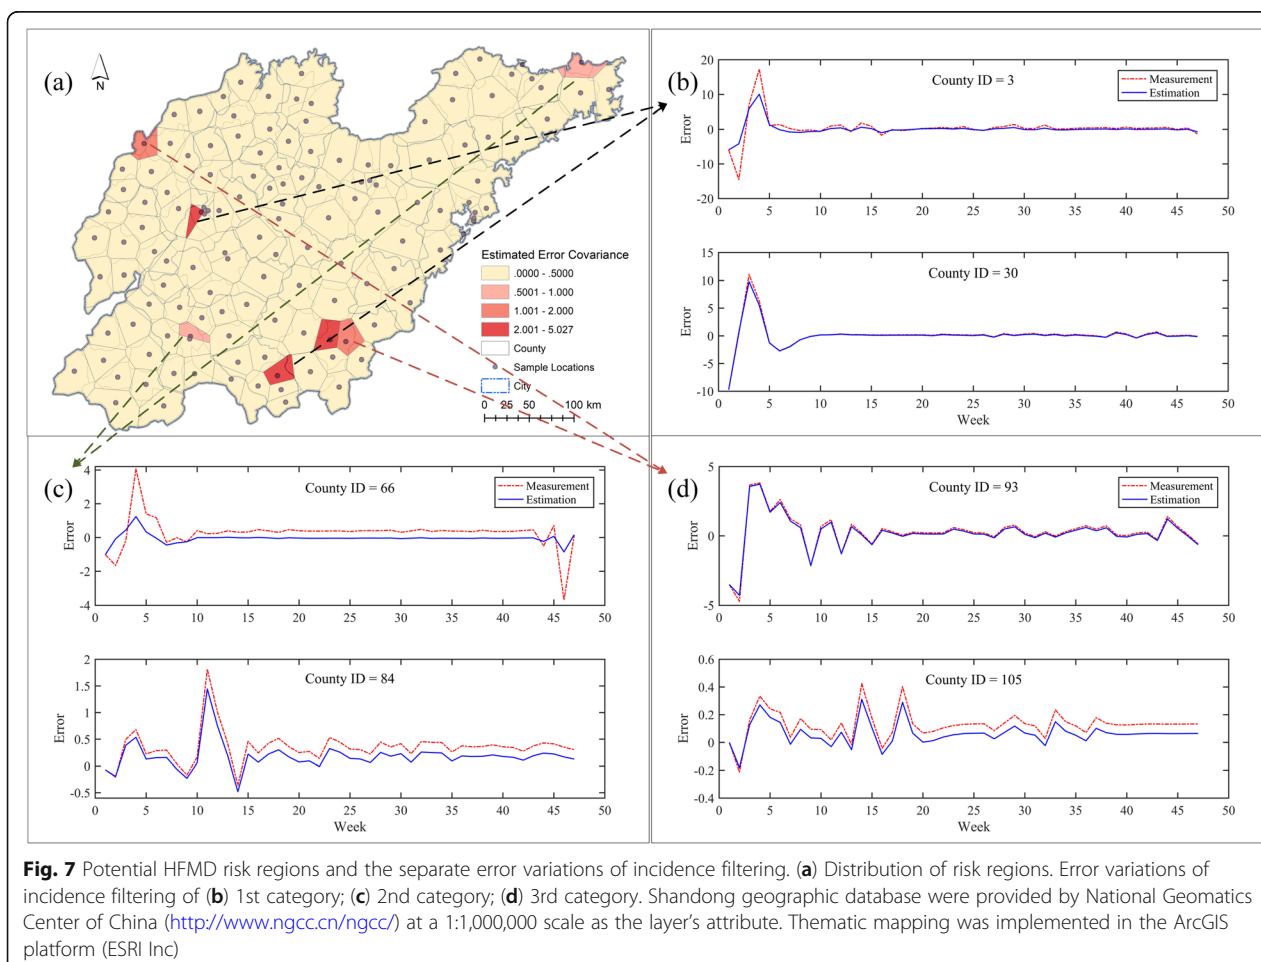 (a)
N
Estimated Error Covariance
.0000 - .5000
.5001 - 1.000
1.001 - 2.000
2.001 - 5.027
County
Sample Locations
City
0 25 50 100 km
(b)
County ID = 3
Measurement
Estimation
Error
20
10
0
-10
-20
0 5 10 15 20 25 30 35 40 45 50
County ID = 30
Error
15
10
5
0
-5
-10
0 5 10 15 20 25 30 35 40 45 50
Week
(c)
County ID = 66
Measurement
Estimation
Error
4
2
0
-2
-4
0 5 10 15 20 25 30 35 40 45 50
County ID = 84
Error
2
1.5
1
0.5
0
-0.5
0 5 10 15 20 25 30 35 40 45 50
Week
(d)
County ID = 93
Measurement
Estimation
Error
5
0
-5
0 5 10 15 20 25 30 35 40 45 50
County ID = 105
Error
0.6
0.4
0.2
0
-0.2
-0.4
0 5 10 15 20 25 30 35 40 45 50
Week
Fig. 7 Potential HFMD risk regions and the separate error variations of incidence filtering. (a) Distribution of risk regions. Error variations of
incidence filtering of (b) 1st category; (c) 2nd category; (d) 3rd category. Shandong geographic database were provided by National Geomatics
Center of China (http://www.ngcc.cn/ngcc/) at a 1:1,000,000 scale as the layer's attribute. Thematic mapping was implemented in the ArcGIS
platform (ESRI Inc)